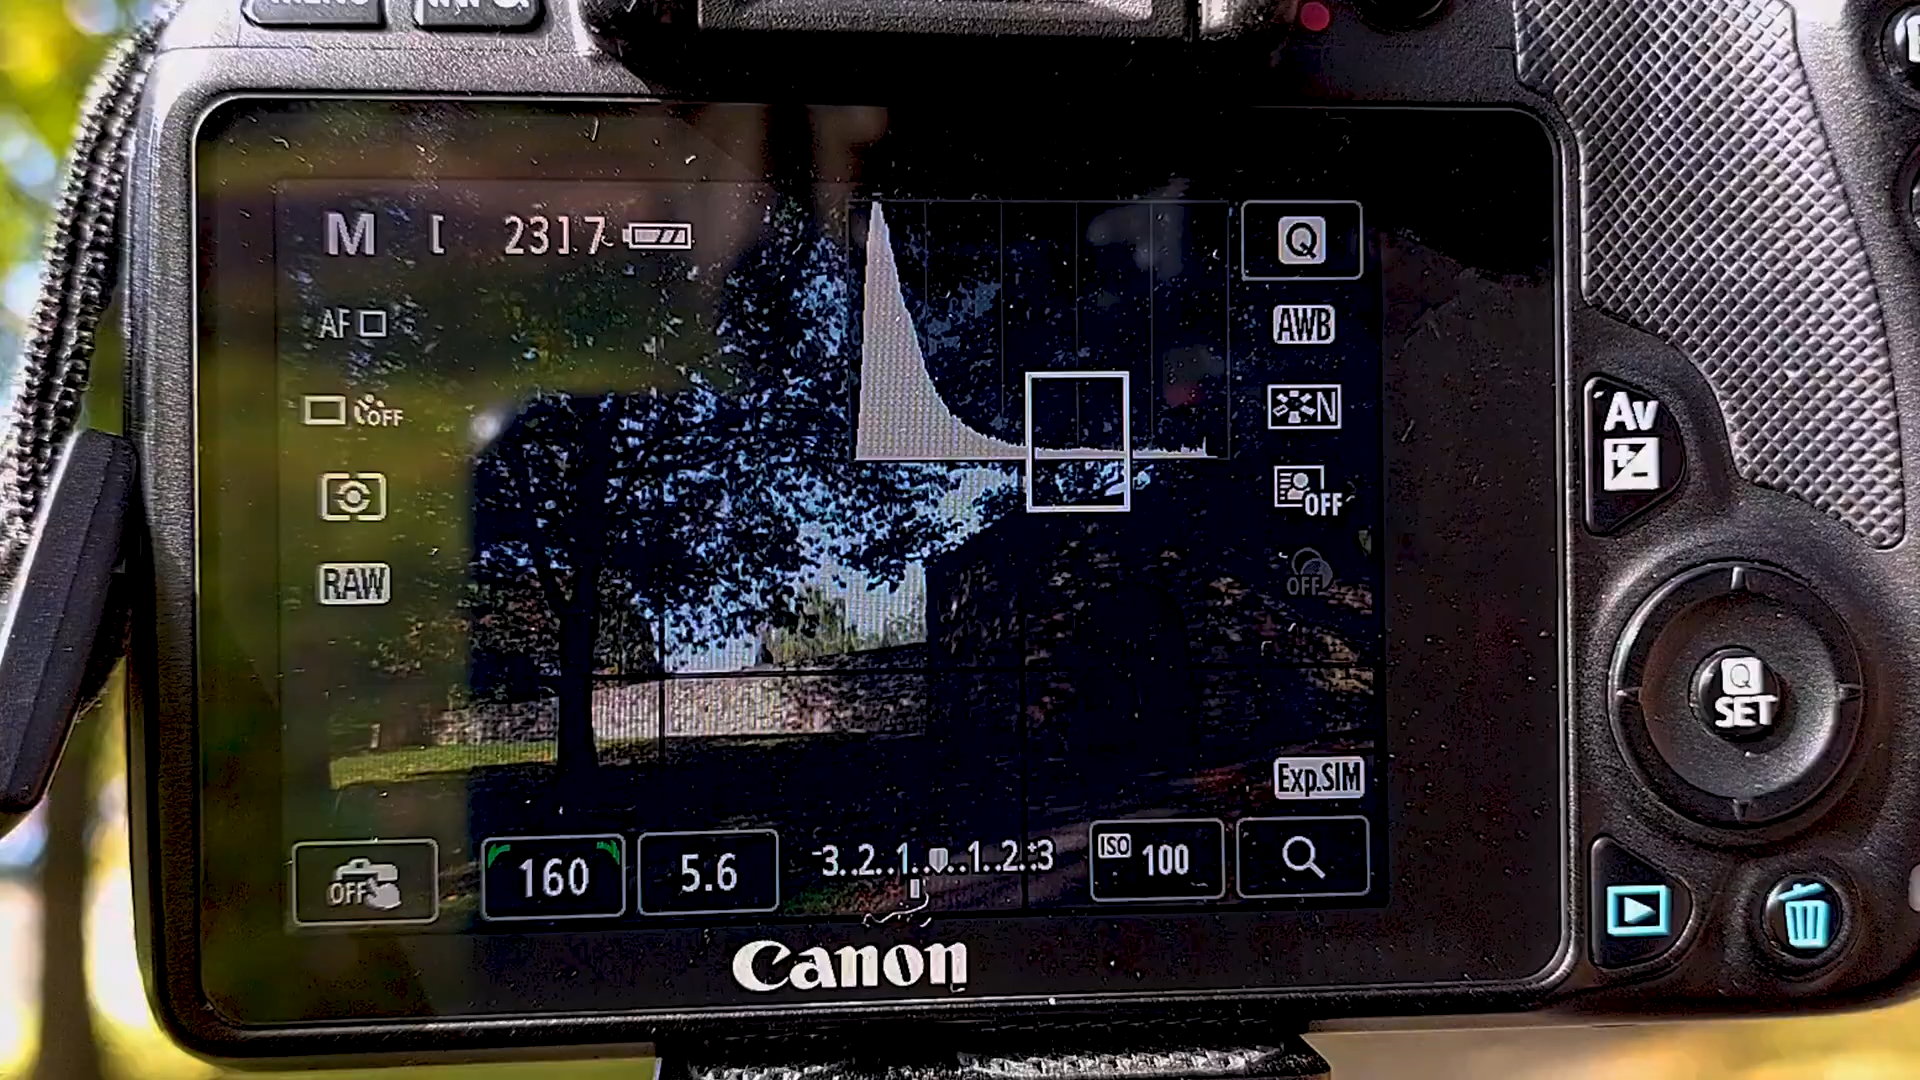 M [ 2317
Q
AF
AWB
OFF
N
Av
OFF
RAW
OFF
Q
SET
Exp.SIM
OFF
160
5.6
-3..2..1..0..1..2..+3
ISO 100
Canon